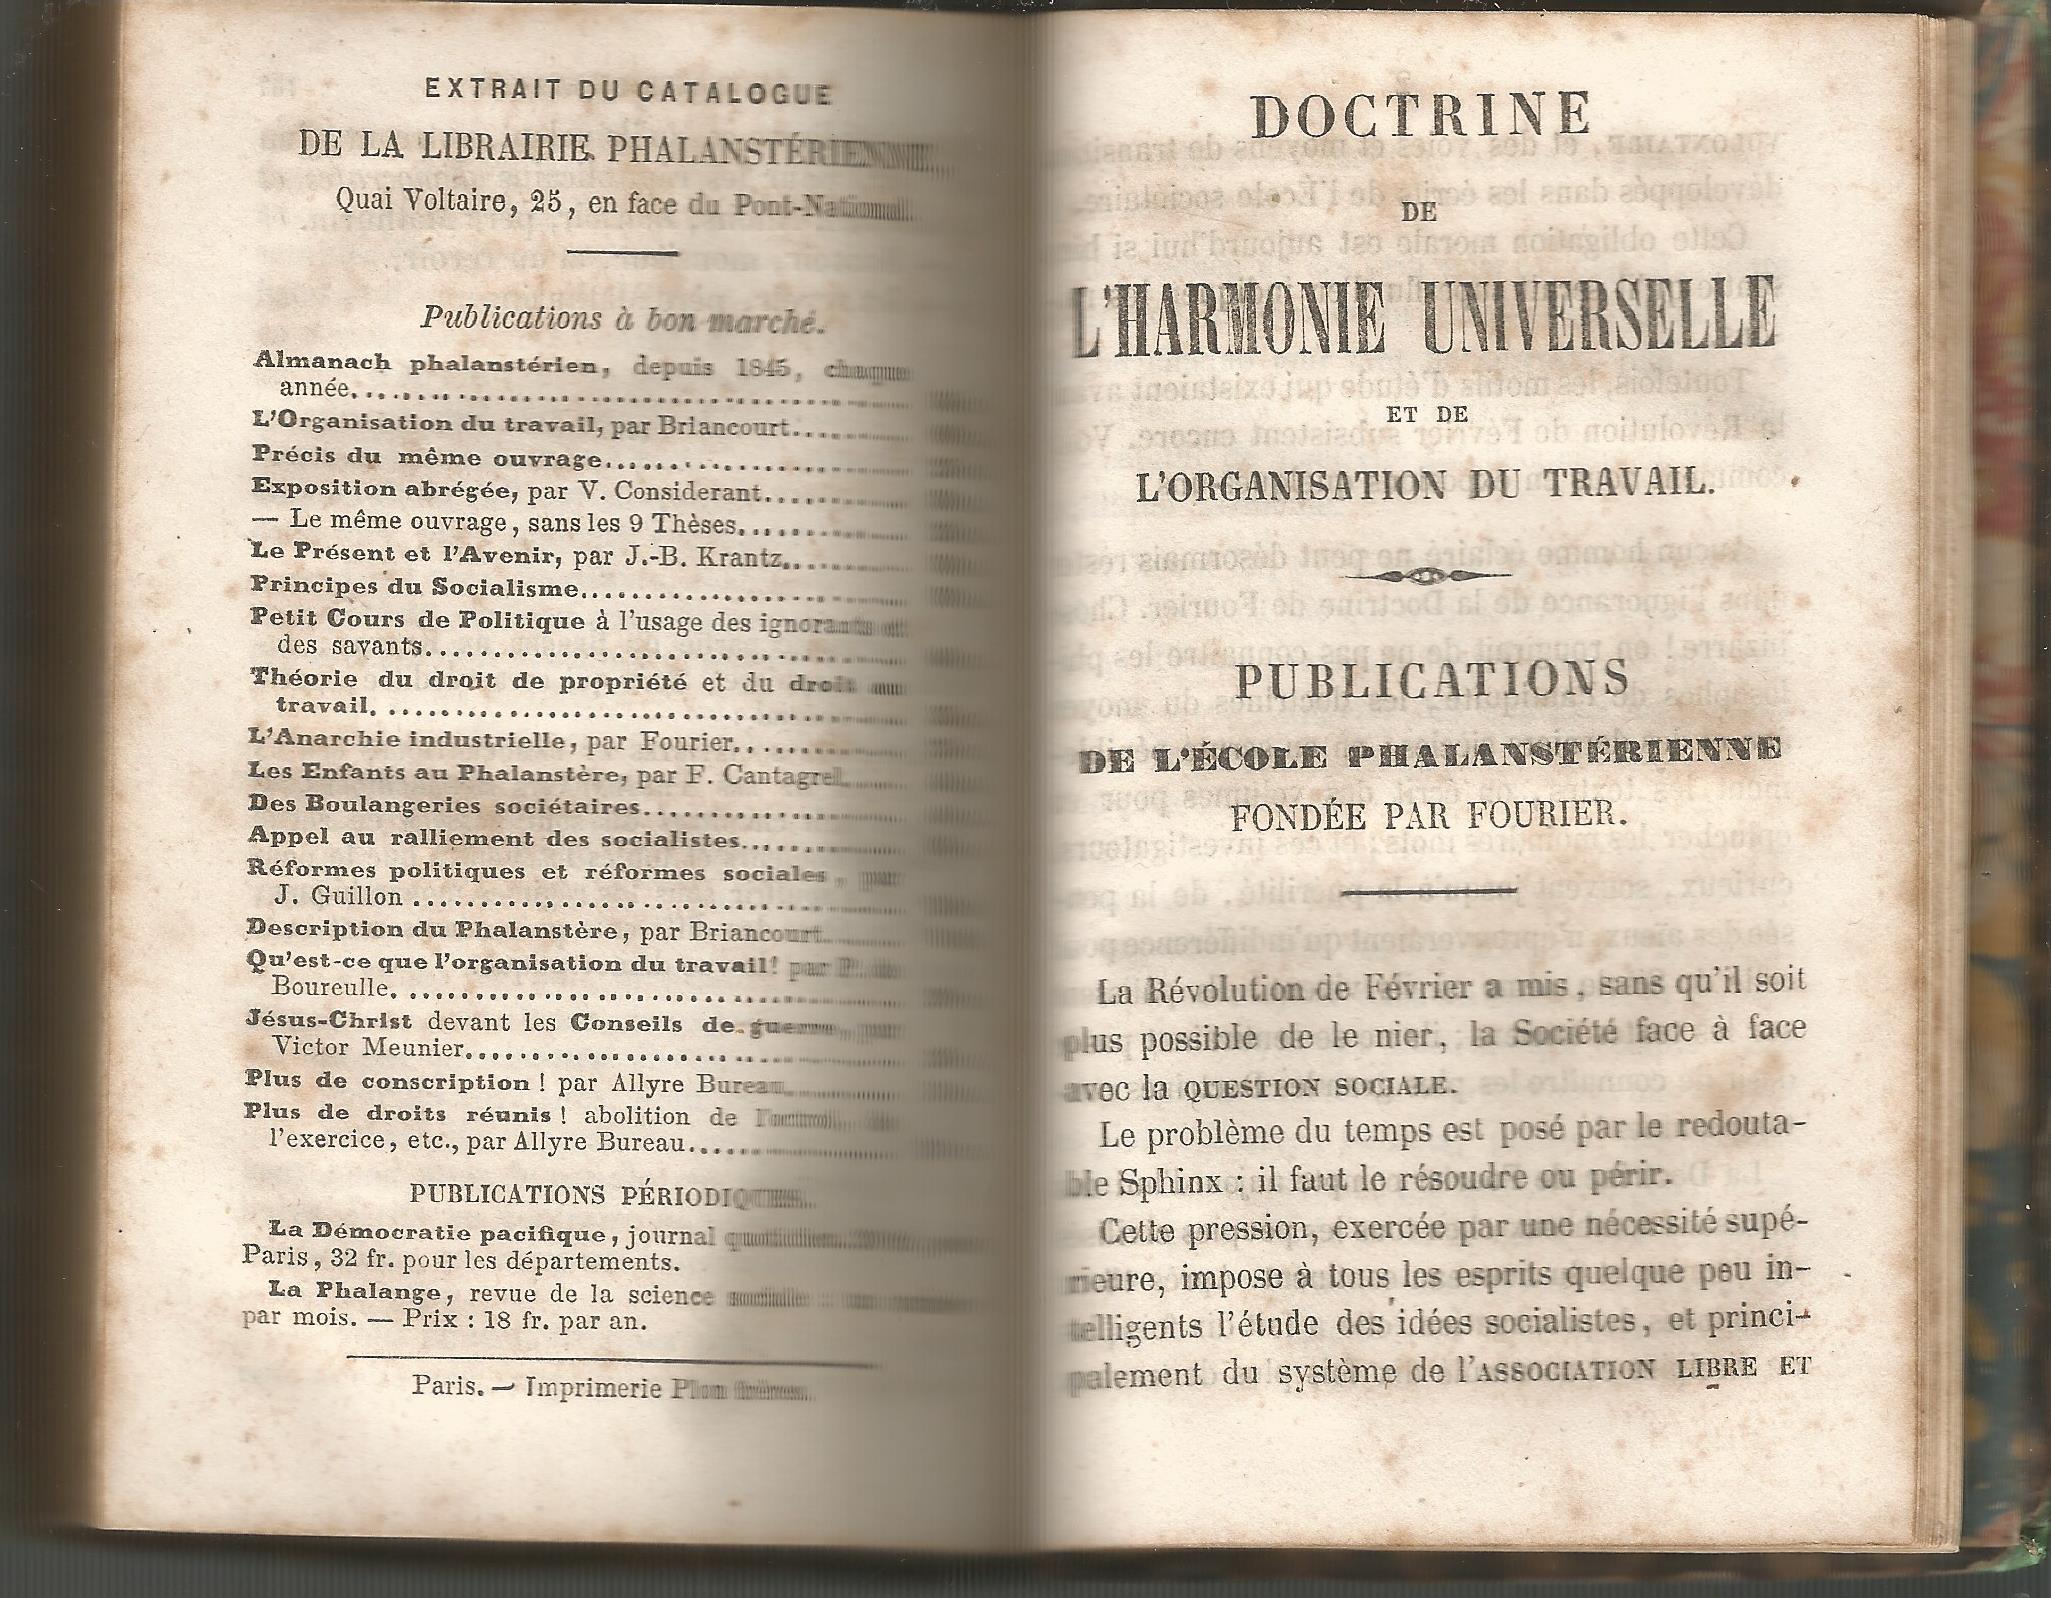 EXTRAIT DU CATALOGUE
DE LA LIBRAIRIE PHALANSTÉRIENNE,
Quai Voltaire, 25, en face du Pont-National.
Publications à bon marché.
Almanach phalanstérien, depuis 1845, chaque
année
L'Organisation du travail, par Briancourt
Précis du même ouvrage
Exposition abrégée, par V. Considerant
— Le même ouvrage, sans les 9 Thèses
Le Présent et l'Avenir, par J.-B. Krantz
Principes du Socialisme
Petit Cours de Politique à l'usage des ignorants et
des savants
Théorie du droit de propriété et du droit au
travail
L'Anarchie industrielle, par Fourier
Les Enfants au Phalanstère, par F. Cantagrel
Des Boulangeries sociétaires
Appel au ralliement des socialistes
Réformes politiques et réformes sociales, par
J. Guillon
Description du Phalanstère, par Briancourt
Qu'est-ce que l'organisation du travail! par
Boureulle
Jésus-Christ devant les Conseils de guerre, par
Victor Meunier
Plus de conscription! par Allyre Bureau
Plus de droits réunis! abolition de
l'exercice, etc., par Allyre Bureau
PUBLICATIONS PÉRIODIQUES.
La Démocratie pacifique, journal
Paris, 32 fr. pour les départements.
La Phalange, revue de la science
par mois. — Prix : 18 fr. par an.
Paris. — Imprimerie Plon frères.
DOCTRINE
DE
L'HARMONIE UNIVERSELLE
ET DE
L'ORGANISATION DU TRAVAIL.
PUBLICATIONS
DE L'ÉCOLE PHALANSTÉRIENNE
FONDÉE PAR FOURIER.
La Révolution de Février a mis, sans qu'il soit
plus possible de le nier, la Société face à face
avec la QUESTION SOCIALE.
Le problème du temps est posé par le redouta-
ble Sphinx : il faut le résoudre ou périr.
Cette pression, exercée par une nécessité supé-
rieure, impose à tous les esprits quelque peu in-
telligents l'étude des idées socialistes, et princi-
palement du système de l'ASSOCIATION LIBRE ET